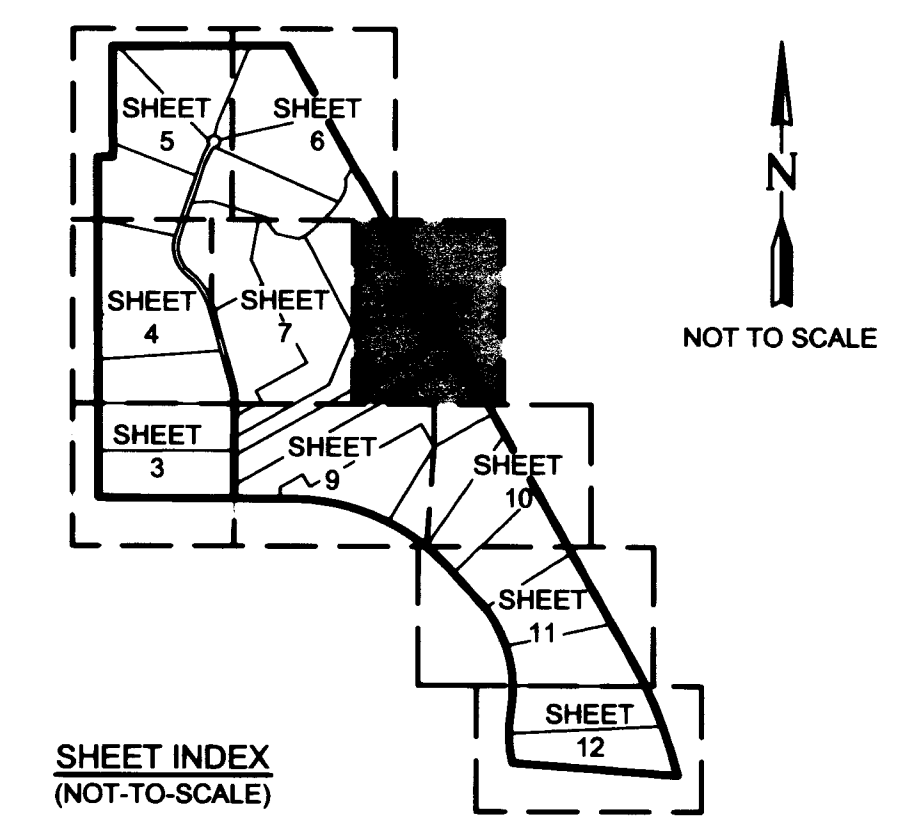 SHEET
5
SHEET
6
N
NOT TO SCALE
SHEET
4
SHEET
7
SHEET
3
SHEET
9
SHEET
10
SHEET
11
SHEET
12
SHEET INDEX
(NOT-TO-SCALE)